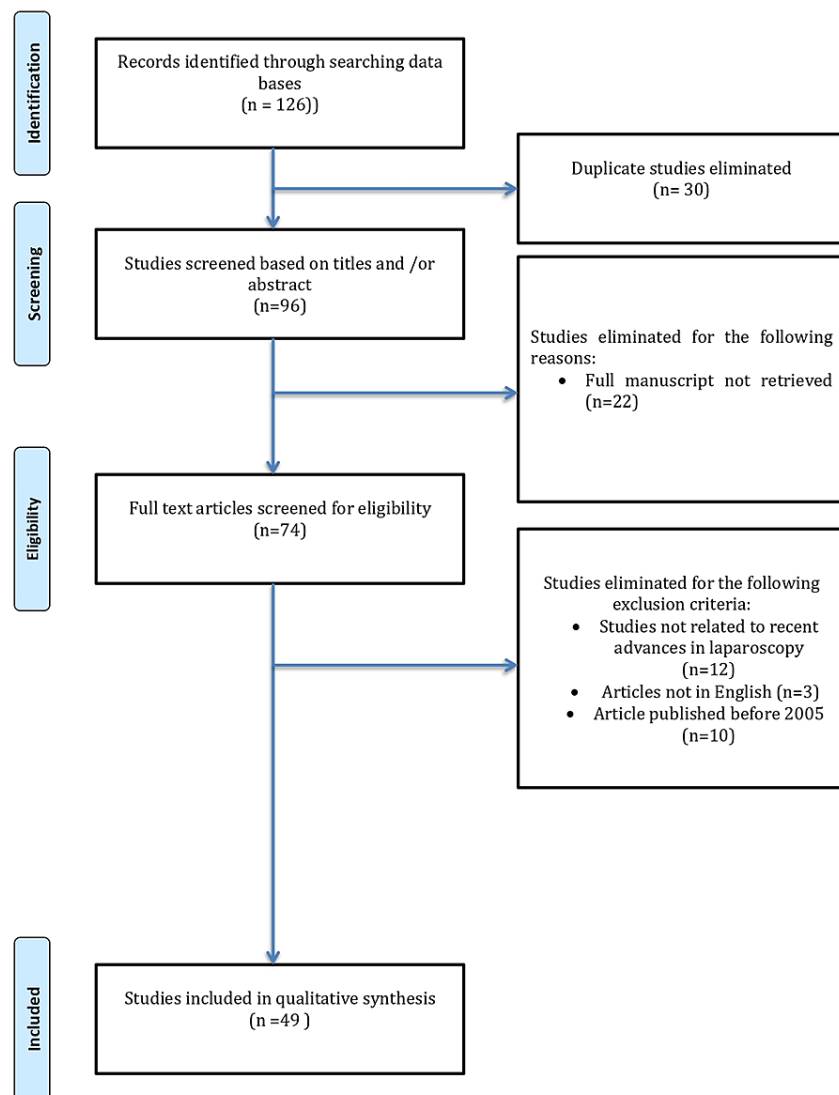 Identification
Records identified through searching data
bases
(n = 126))
Duplicate studies eliminated
(n= 30)
Screening
Studies screened based on titles and /or
abstract
(n=96)
Studies eliminated for the following
reasons:
• Full manuscript not retrieved
(n=22)
Eligibility
Full text articles screened for eligibility
(n=74)
Studies eliminated for the following
exclusion criteria:
• Studies not related to recent
advances in laparoscopy
(n=12)
• Articles not in English (n=3)
• Article published before 2005
(n=10)
Included
Studies included in qualitative synthesis
(n =49 )